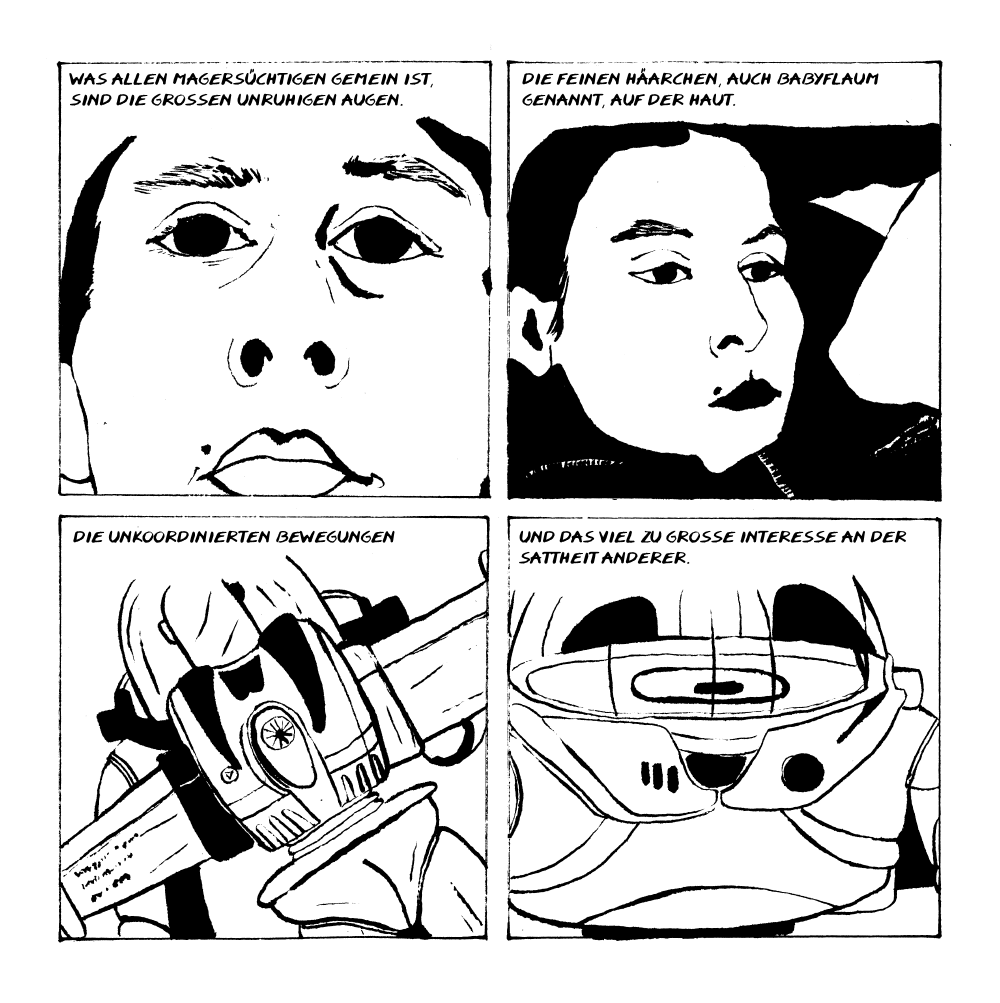 WAS ALLEN MAGERSÜCHTIGEN GEMEIN IST,
SIND DIE GROSSEN UNRUHIGEN AUGEN.
DIE FEINEN HÄARCHEN, AUCH BABYFLAUM
GENANNT, AUF DER HAUT.
DIE UNKOORDINIERTEN BEWEGUNGEN
UND DAS VIEL ZU GROSSE INTERESSE AN DER
SATTHEIT ANDERER.